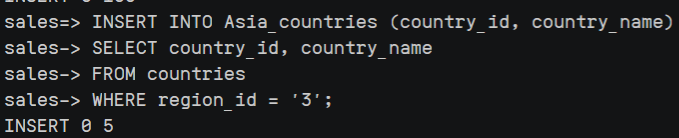 sales=> INSERT INTO Asia_countries (country_id, country_name)
sales-> SELECT country_id, country_name
sales-> FROM countries
sales-> WHERE region_id = '3';
INSERT 0 5